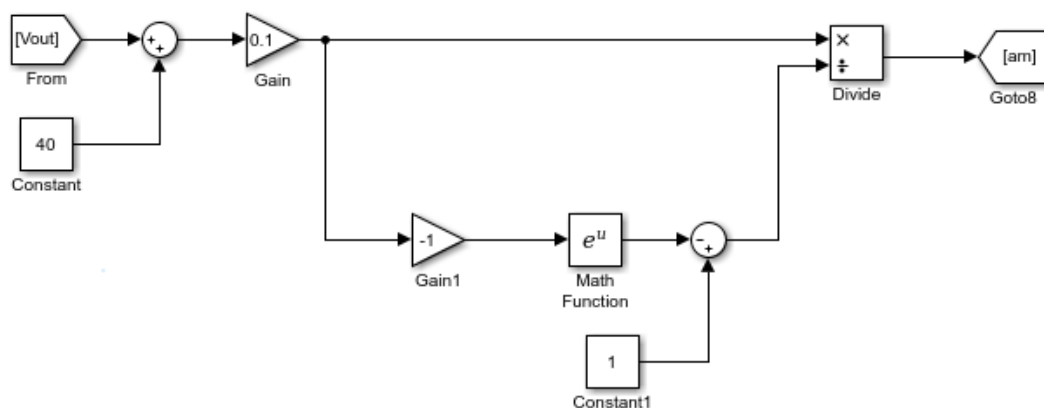 [Vout]
From
+
+
0.1
Gain
×
÷
Divide
[am]
Goto8
40
Constant
-1
Gain1
e^u
Math
Function
-
+
1
Constant1